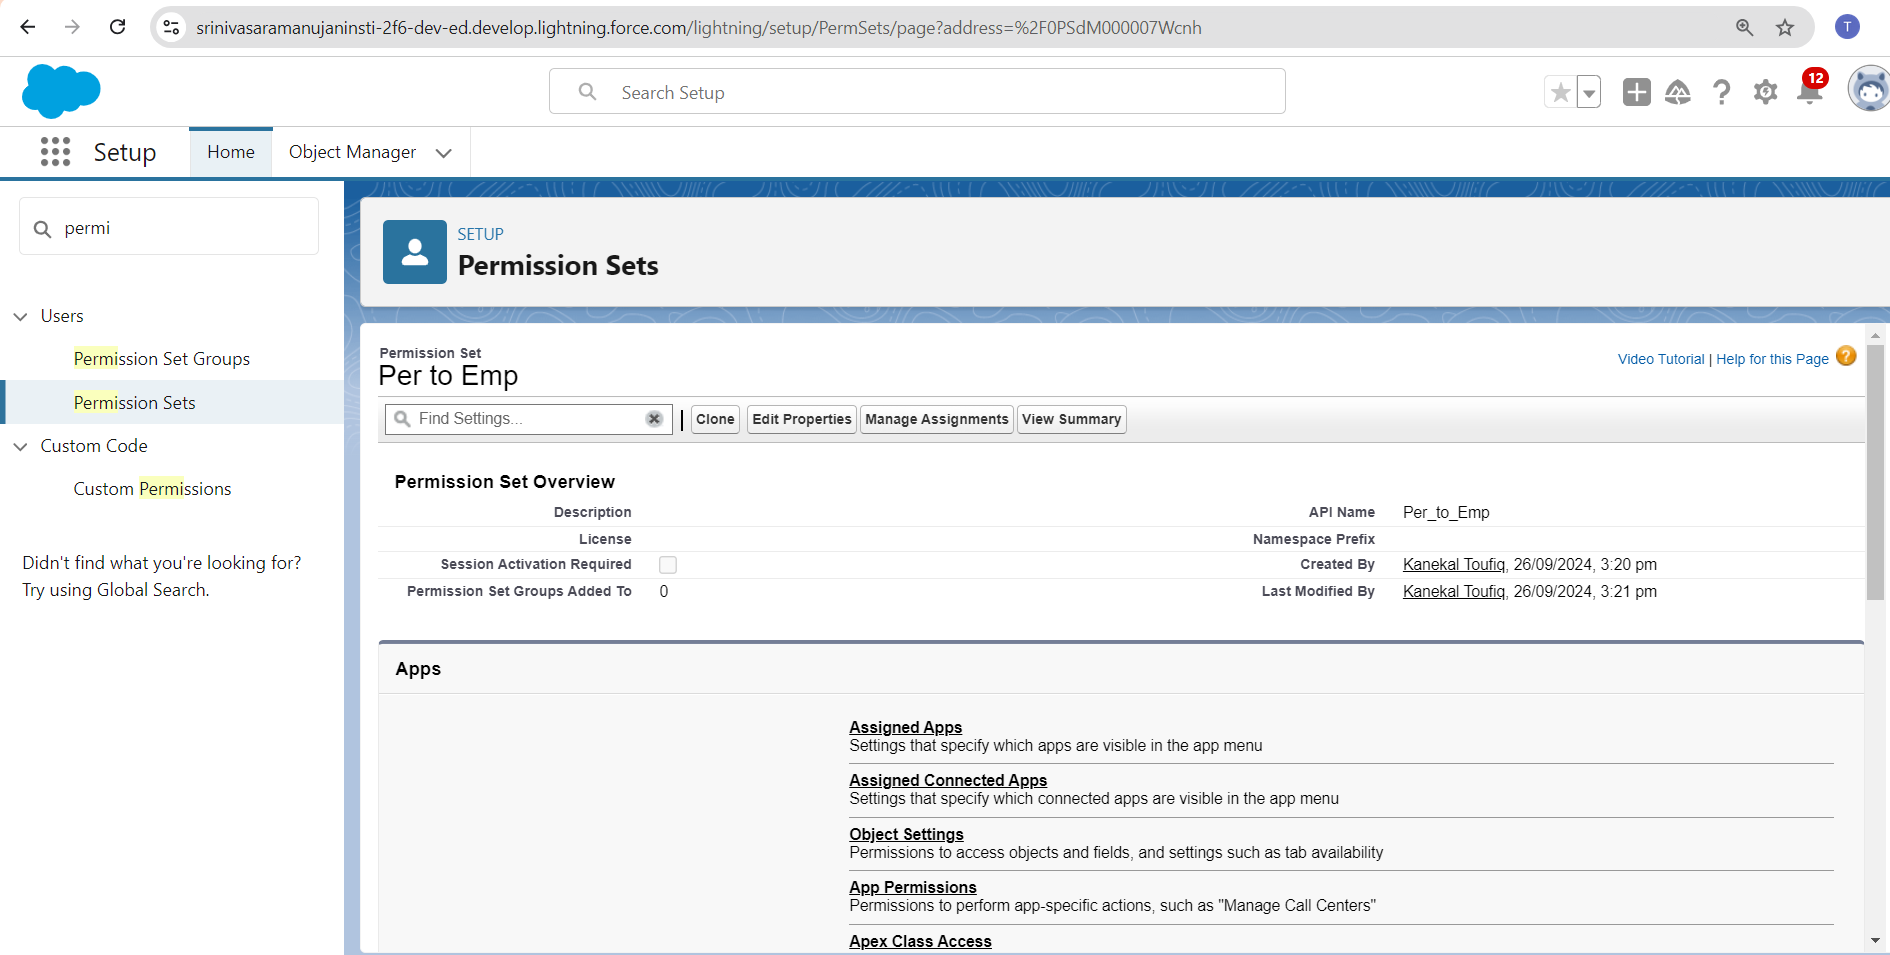 srinivasaramanujaninsti-2f6-dev-ed.develop.lightning.force.com/lightning/setup/PermSets/page?address=%2F0PSdM000007Wcnh
T
Search Setup
12
Setup
Home
Object Manager
permi
Users
Permission Set Groups
Permission Sets
Custom Code
Custom Permissions
Didn't find what you're looking for?
Try using Global Search.
SETUP
Permission Sets
Permission Set
Per to Emp
Video Tutorial | Help for this Page ?
Find Settings...
Clone
Edit Properties
Manage Assignments
View Summary
Permission Set Overview
Description
API Name Per_to_Emp
License
Namespace Prefix
Session Activation Required
Created By Kanekal Toufiq, 26/09/2024, 3:20 pm
Permission Set Groups Added To 0
Last Modified By Kanekal Toufiq, 26/09/2024, 3:21 pm
Apps
Assigned Apps
Settings that specify which apps are visible in the app menu
Assigned Connected Apps
Settings that specify which connected apps are visible in the app menu
Object Settings
Permissions to access objects and fields, and settings such as tab availability
App Permissions
Permissions to perform app-specific actions, such as "Manage Call Centers"
Apex Class Access